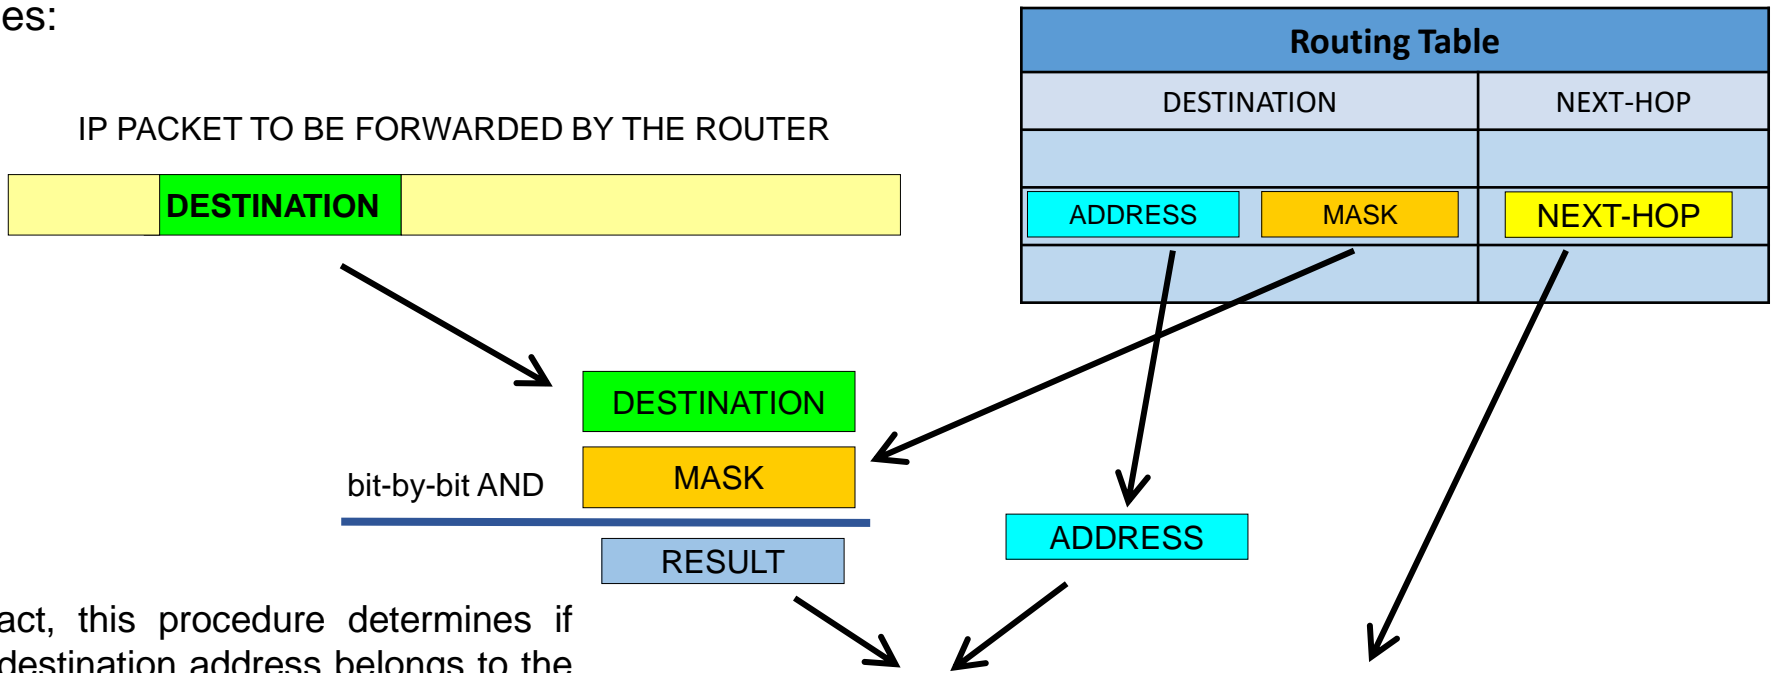 es:
Routing Table
DESTINATION NEXT-HOP
IP PACKET TO BE FORWARDED BY THE ROUTER
DESTINATION
ADDRESS MASK NEXT-HOP
DESTINATION
bit-by-bit AND MASK
ADDRESS
RESULT
act, this procedure determines if
destination address belongs to the